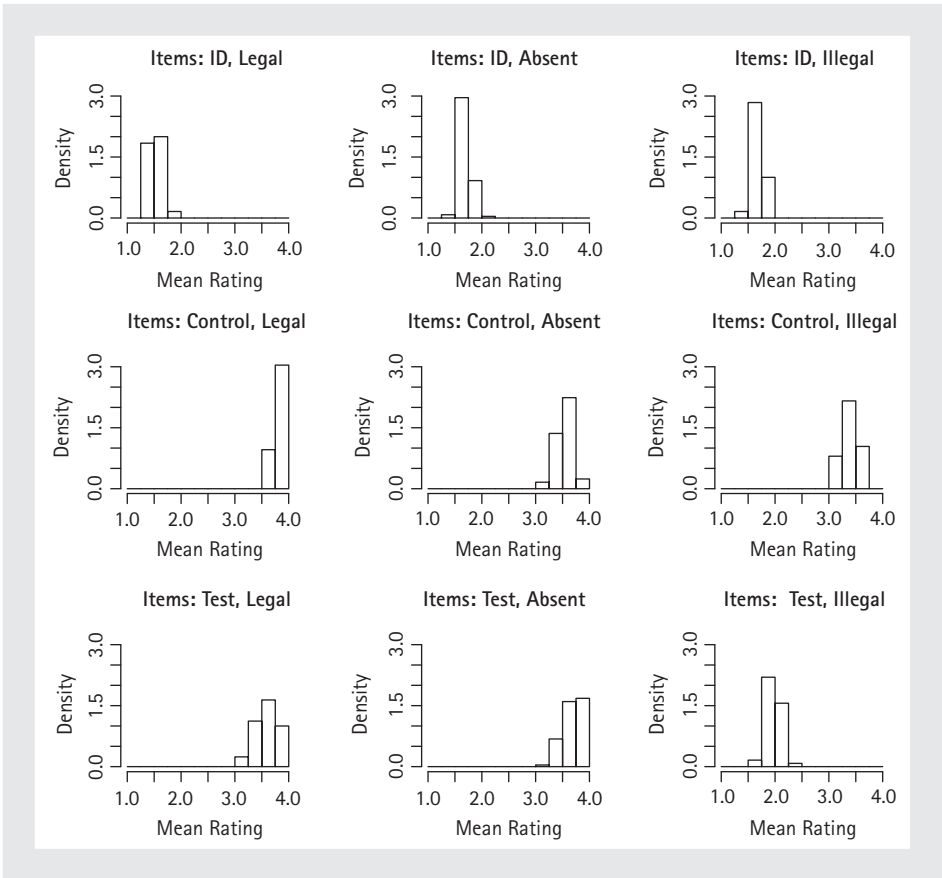 Items: ID, Legal
Density
0.0 1.5 3.0
1.0 2.0 3.0 4.0
Mean Rating
Items: ID, Absent
Density
0.0 1.5 3.0
1.0 2.0 3.0 4.0
Mean Rating
Items: ID, Illegal
Density
0.0 1.5 3.0
1.0 2.0 3.0 4.0
Mean Rating
Items: Control, Legal
Density
0.0 1.5 3.0
1.0 2.0 3.0 4.0
Mean Rating
Items: Control, Absent
Density
0.0 1.5 3.0
1.0 2.0 3.0 4.0
Mean Rating
Items: Control, Illegal
Density
0.0 1.5 3.0
1.0 2.0 3.0 4.0
Mean Rating
Items: Test, Legal
Density
0.0 1.5 3.0
1.0 2.0 3.0 4.0
Mean Rating
Items: Test, Absent
Density
0.0 1.5 3.0
1.0 2.0 3.0 4.0
Mean Rating
Items: Test, Illegal
Density
0.0 1.5 3.0
1.0 2.0 3.0 4.0
Mean Rating